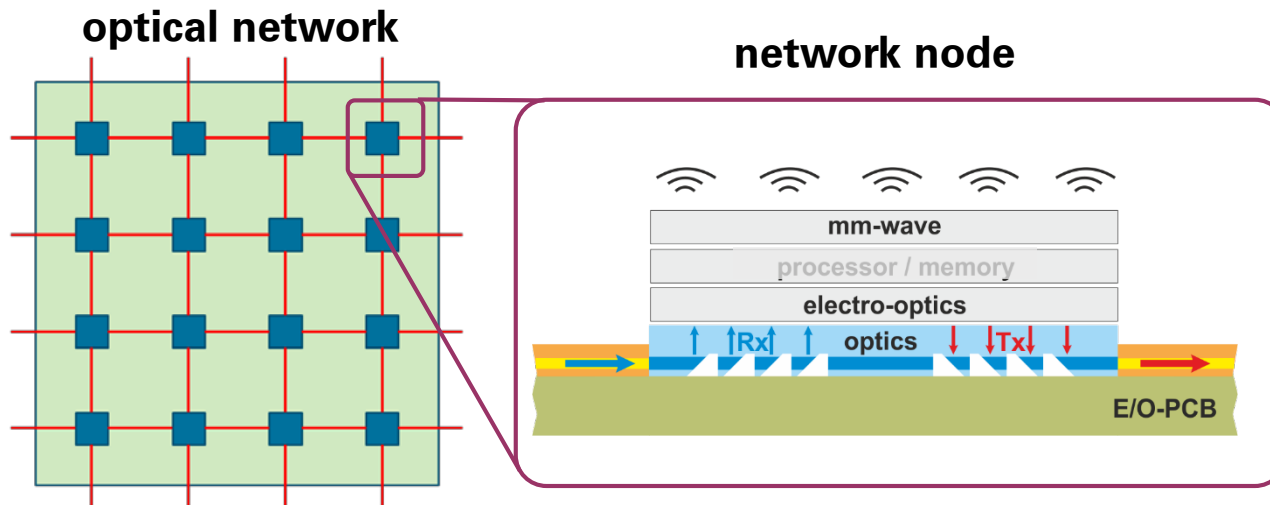 optical network
network node
mm-wave
processor / memory
electro-optics
Rx optics Tx
E/O-PCB